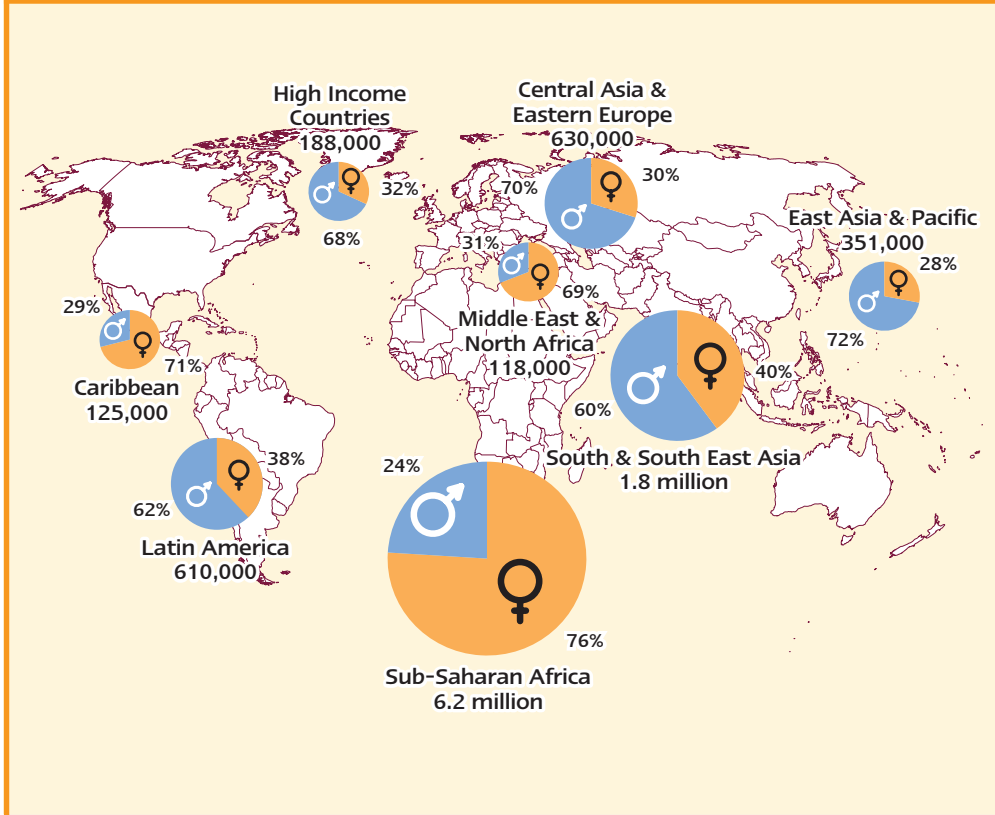 High Income
Countries
188,000
32%
68%
Central Asia &
Eastern Europe
630,000
70%
30%
East Asia & Pacific
351,000
28%
72%
31%
69%
Middle East &
North Africa
118,000
29%
71%
Caribbean
125,000
40%
60%
South & South East Asia
1.8 million
38%
62%
Latin America
610,000
24%
76%
Sub-Saharan Africa
6.2 million